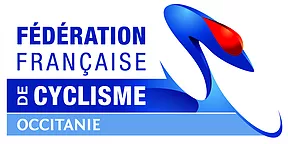 FÉDÉRATION
FRANÇAISE
DE CYCLISME
OCCITANIE